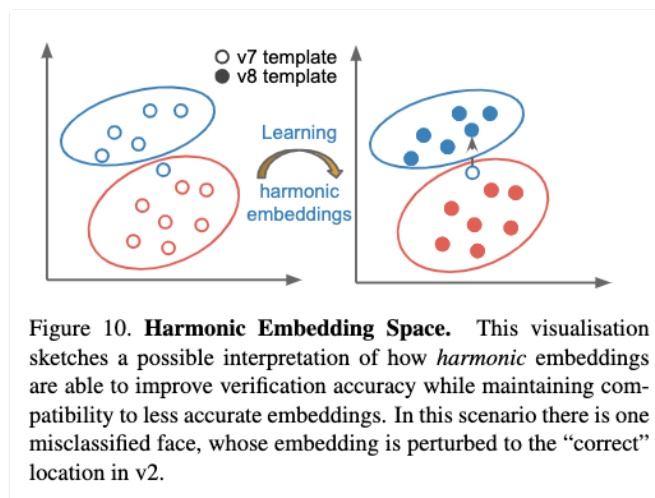 v7 template
v8 template
Learning
harmonic
embeddings
Figure 10. Harmonic Embedding Space. This visualisation
sketches a possible interpretation of how harmonic embeddings
are able to improve verification accuracy while maintaining com-
patibility to less accurate embeddings. In this scenario there is one
misclassified face, whose embedding is perturbed to the “correct”
location in v2.